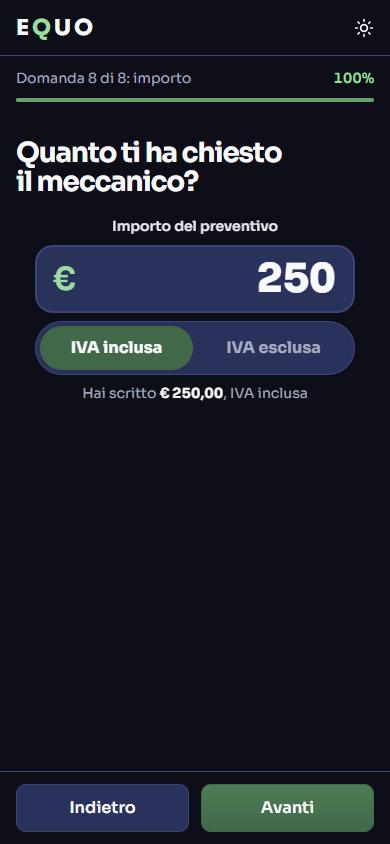 EQUO
Domanda 8 di 8: importo
100%
Quanto ti ha chiesto
il meccanico?
Importo del preventivo
€ 250
IVA inclusa
IVA esclusa
Hai scritto € 250,00, IVA inclusa
Indietro
Avanti